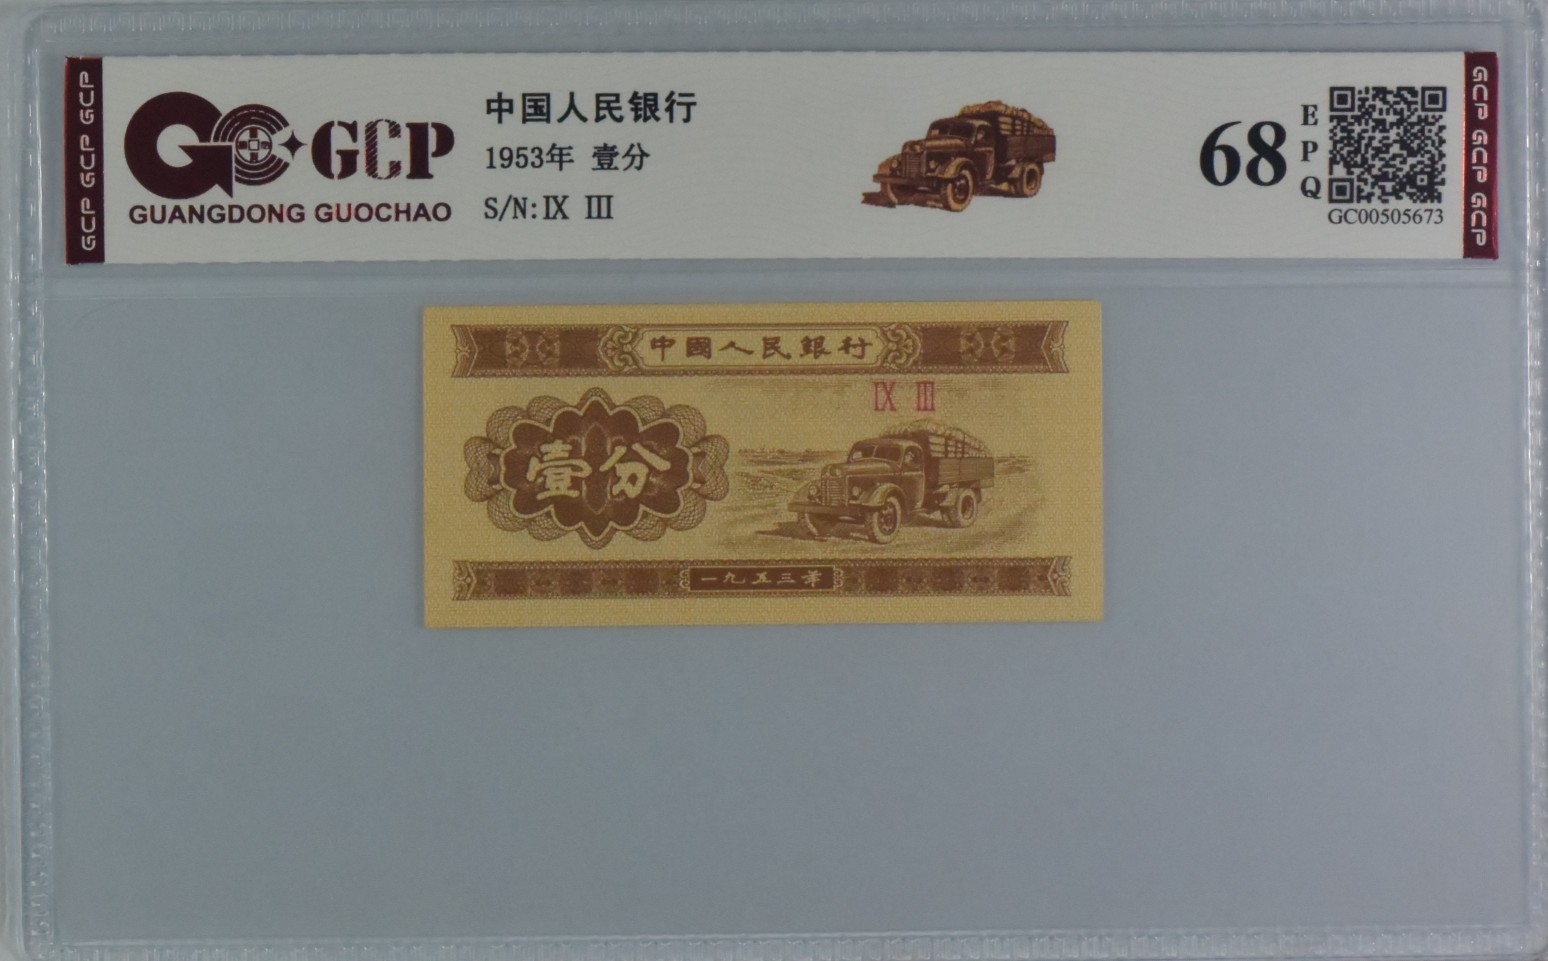 GCP GCP GCP
GCP
GUANGDONG GUOCHAO
中国人民银行
1953年 壹分
S/N:Ⅸ Ⅲ
68
EPQ
GC00505673
GCP GCP GCP
中國人民銀行
Ⅸ Ⅲ
壹分
一九五三年